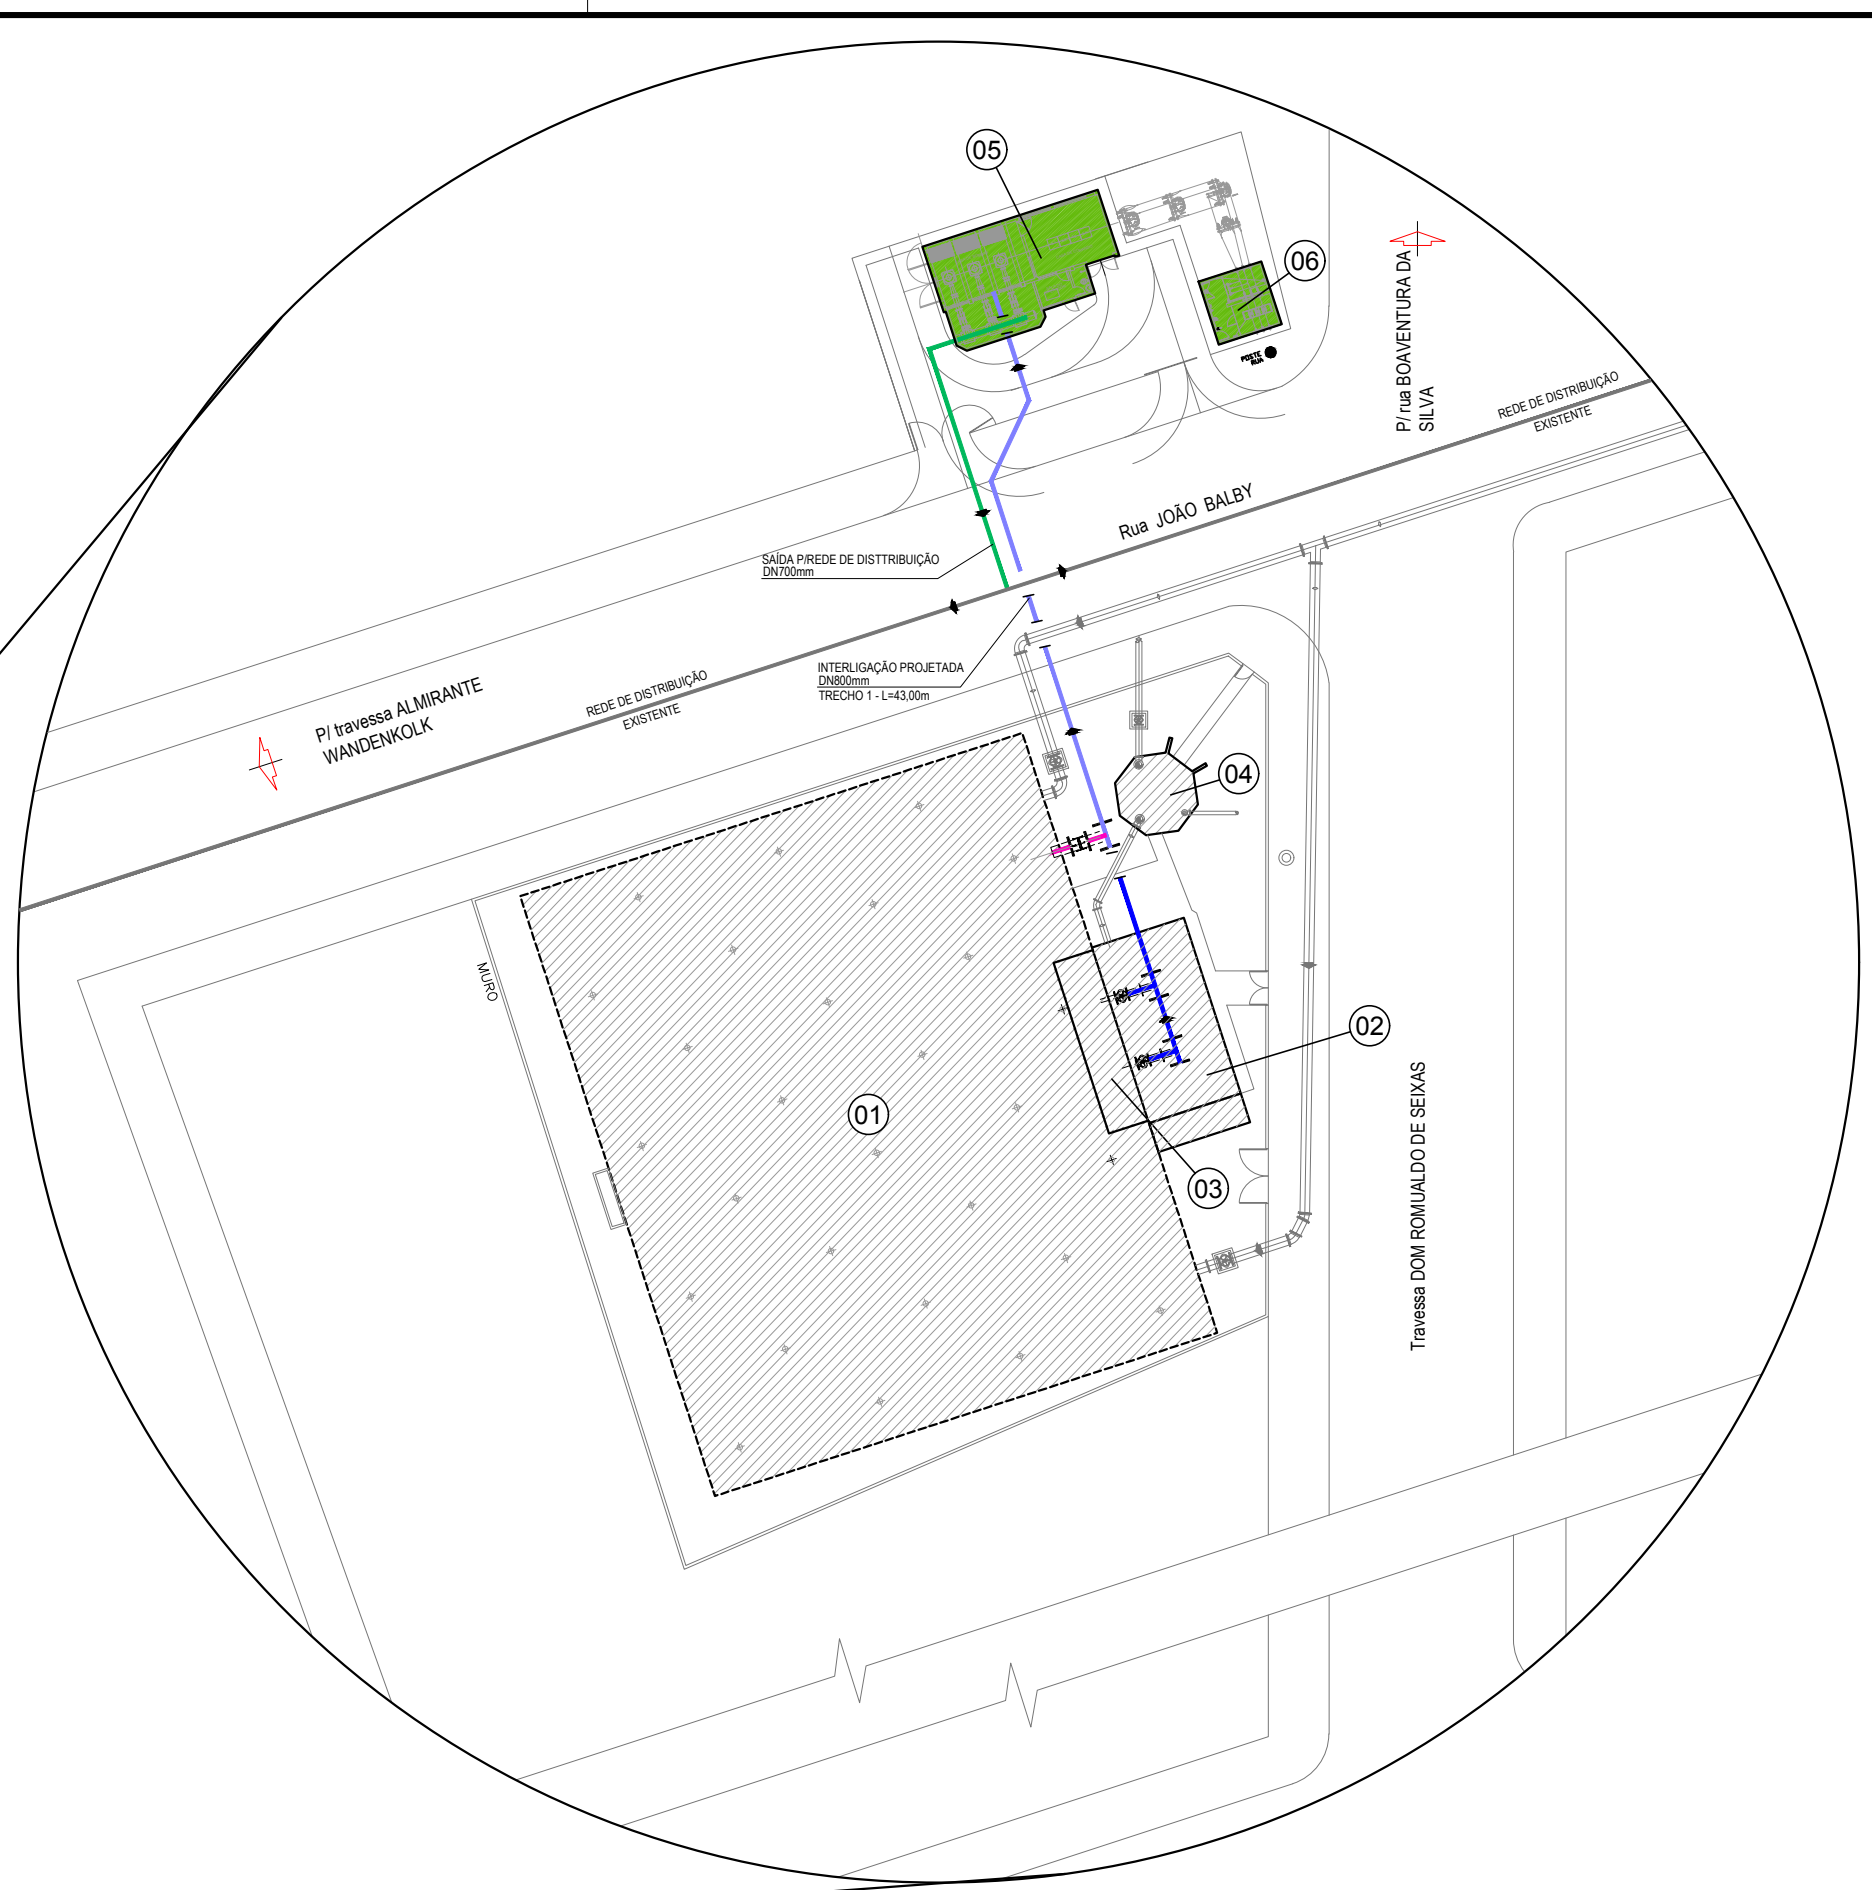 05
06
POSTE
RUA
P/ rua BOAVENTURA DA
SILVA
REDE DE DISTRIBUIÇÃO
EXISTENTE
Rua JOÃO BALBY
SAÍDA P/REDE DE DISTTRIBUIÇÃO
DN700mm
INTERLIGAÇÃO PROJETADA
DN800mm
TRECHO 1 - L=43,00m
REDE DE DISTRIBUIÇÃO
EXISTENTE
P/ travessa ALMIRANTE
WANDENKOLK
04
MURO
02
01
03
Travessa DOM ROMUALDO DE SEIXAS